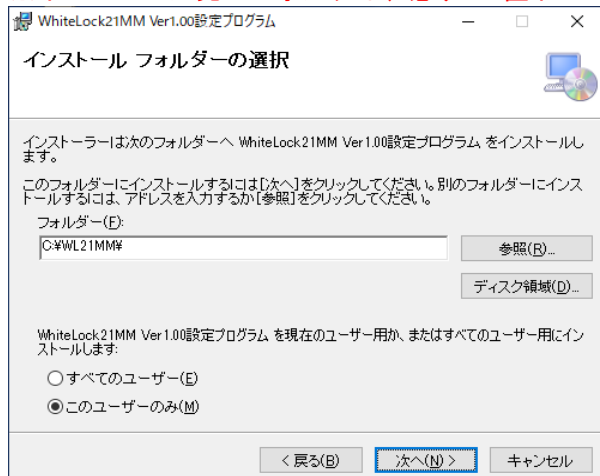 WhiteLock21MM Ver1.00設定プログラム
インストール フォルダーの選択
インストーラーは次のフォルダーへ WhiteLock21MM Ver1.00設定プログラム をインストールし
ます。
このフォルダーにインストールするには[次へ]をクリックしてください。別のフォルダーにインス
トールするには、アドレスを入力するか[参照]をクリックしてください。
フォルダー(F):
C:¥WL21MM¥
参照(R)...
ディスク領域(D)...
WhiteLock21MM Ver1.00設定プログラム を現在のユーザー用か、またはすべてのユーザー用にイン
ストールします:
すべてのユーザー(E)
このユーザーのみ(M)
< 戻る(B)
次へ(N) >
キャンセル